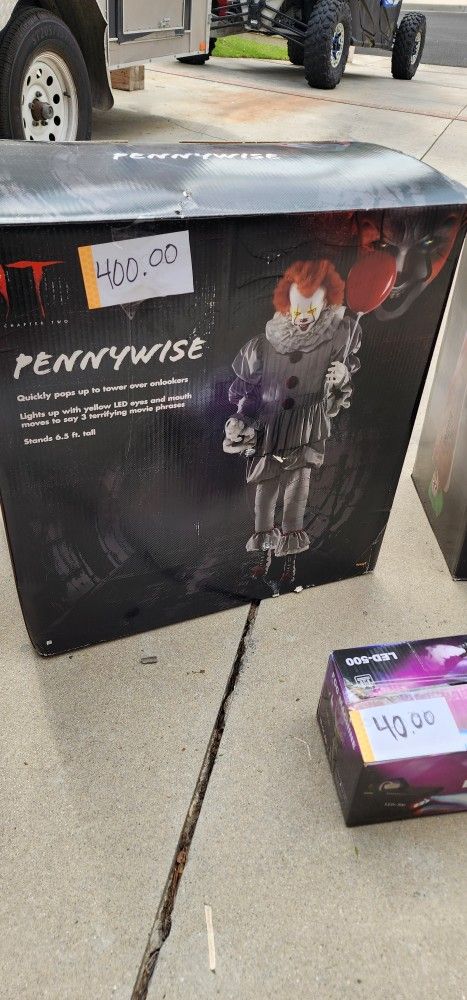 PENNYWISE
IT
CHAPTER TWO
400.00
PENNYWISE
Quickly pops up to tower over onlookers
Lights up with yellow LED eyes and mouth
moves to say 3 terrifying movie phrases
Stands 6.5 ft. tall
LED-500
40.00